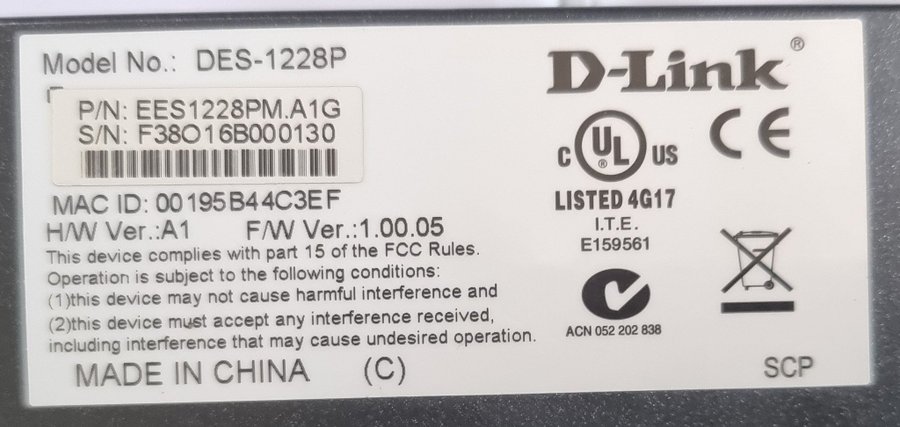 Model No.: DES-1228P
P/N: EES1228PM.A1G
S/N: F38O16B000130
MAC ID: 00195B44C3EF
H/W Ver.:A1 F/W Ver.:1.00.05
This device complies with part 15 of the FCC Rules.
Operation is subject to the following conditions:
(1)this device may not cause harmful interference and
(2)this device must accept any interference received,
including interference that may cause undesired operation.
MADE IN CHINA (C)
D-Link®
C UL® US CE
LISTED 4G17
I.T.E.
E159561
ACN 052 202 838
SCP